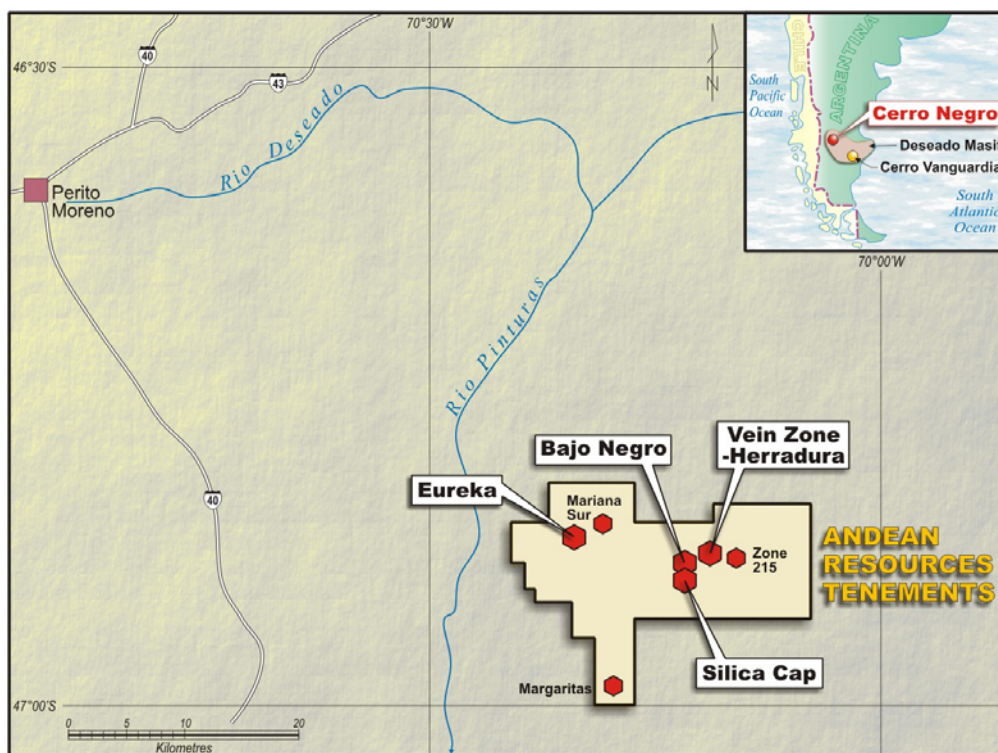 70°30'W
46°30'S
40
43
N
Rio Deseado
Perito
Moreno
CHILE
ARGENTINA
South
Pacific
Ocean
Cerro Negro
Deseado Masif
Cerro Vanguardia
South
Atlantic
Ocean
70°00'W
Rio Pinturas
Vein Zone
-Herradura
Bajo Negro
Eureka
Mariana
Sur
40
Zone
215
ANDEAN
RESOURCES
TENEMENTS
Silica Cap
Margaritas
47°00'S
0 10 20
Kilometres